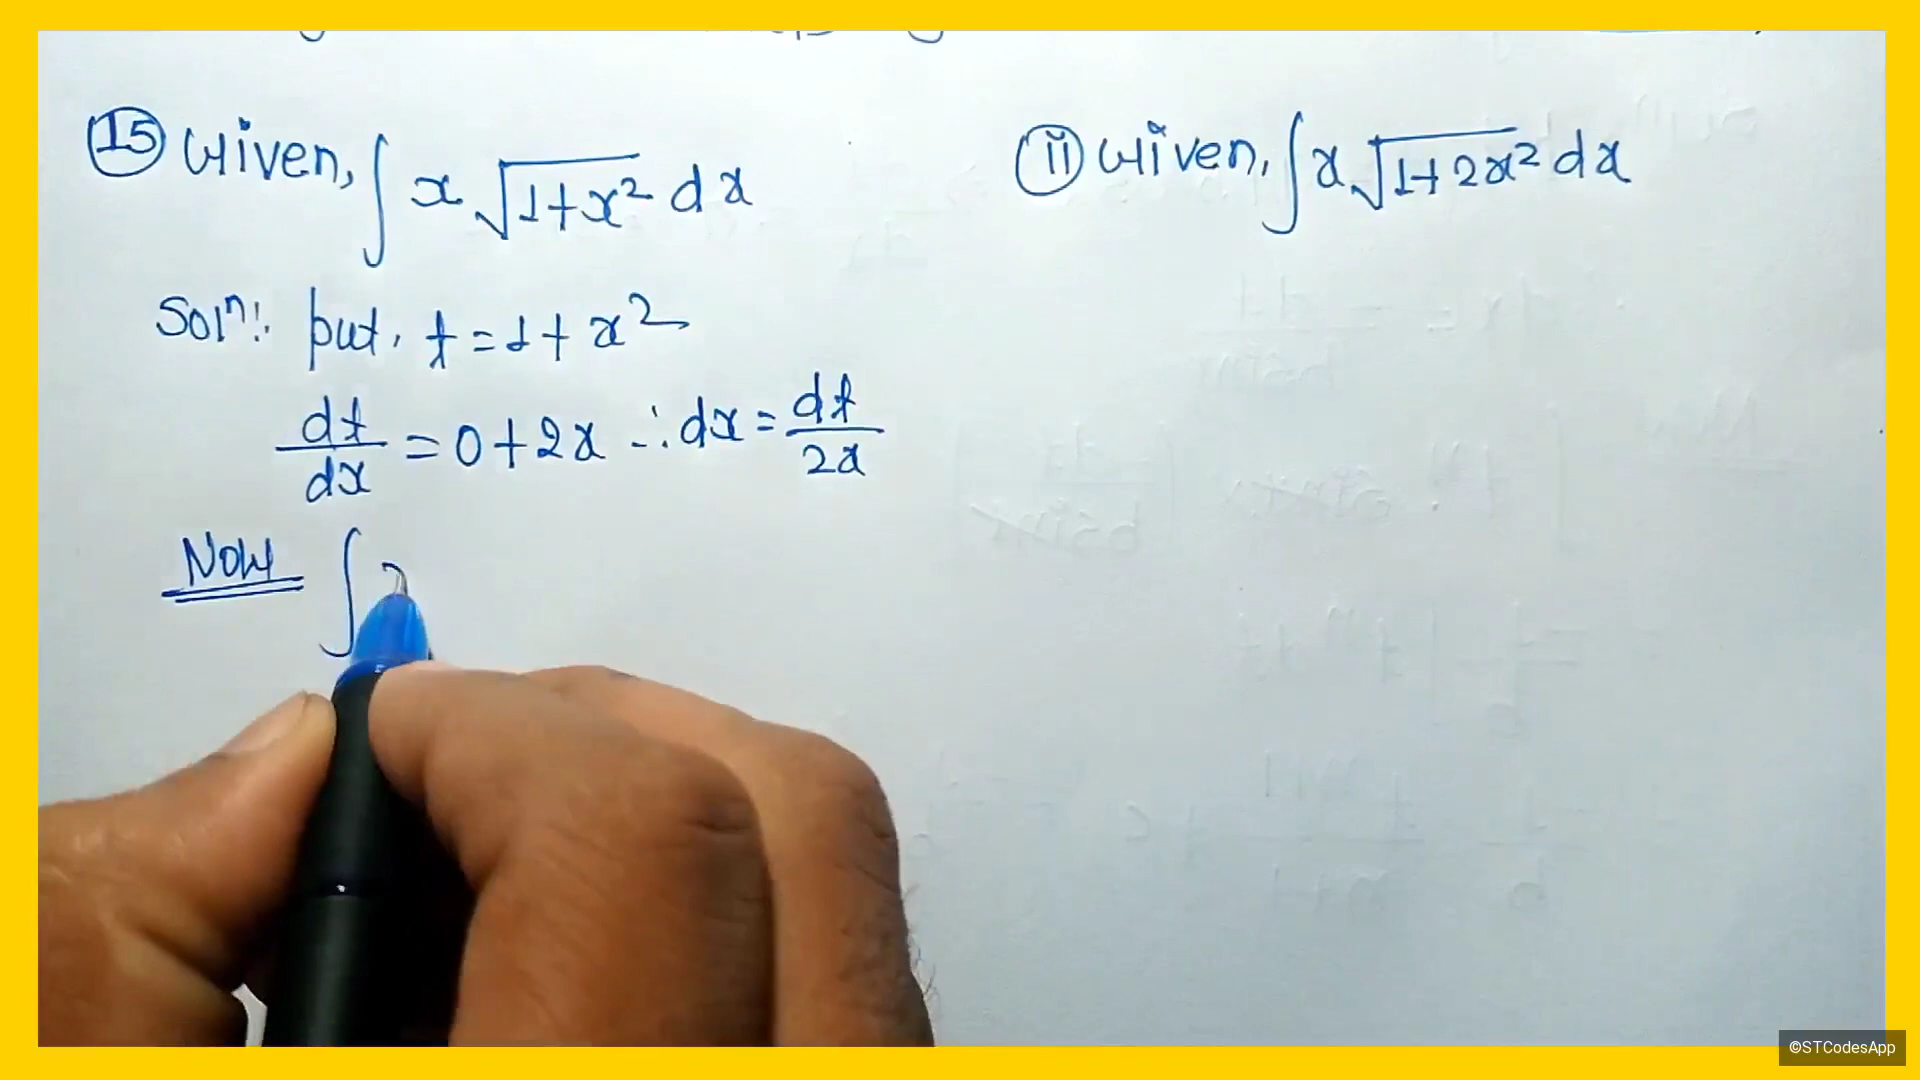 15 Given, ∫ x √1+x² dx
Soln: put, t = 1 + x²
dt/dx = 0 + 2x ∴ dx = dt/2x
Now ∫
ii Given, ∫ x √1+2x² dx
©STCodesApp